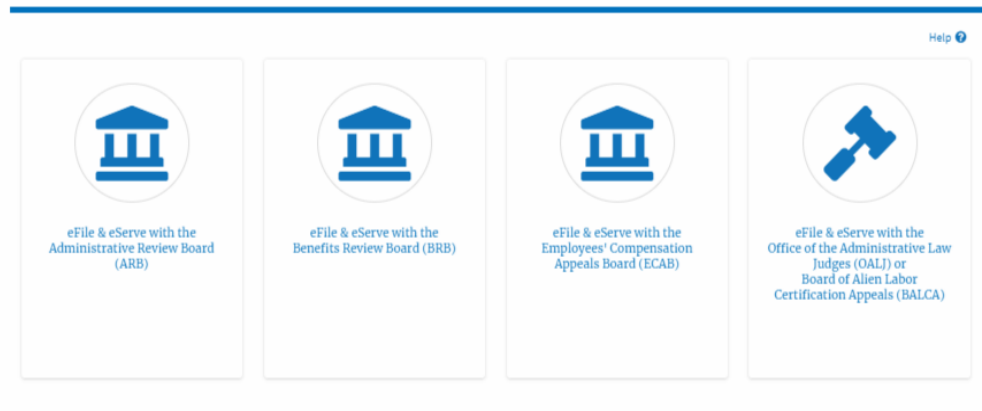 Help
eFile & eServe with the
Administrative Review Board
(ARB)
eFile & eServe with the
Benefits Review Board (BRB)
eFile & eServe with the
Employees' Compensation
Appeals Board (ECAB)
eFile & eServe with the
Office of the Administrative Law
Judges (OALJ) or
Board of Alien Labor
Certification Appeals (BALCA)